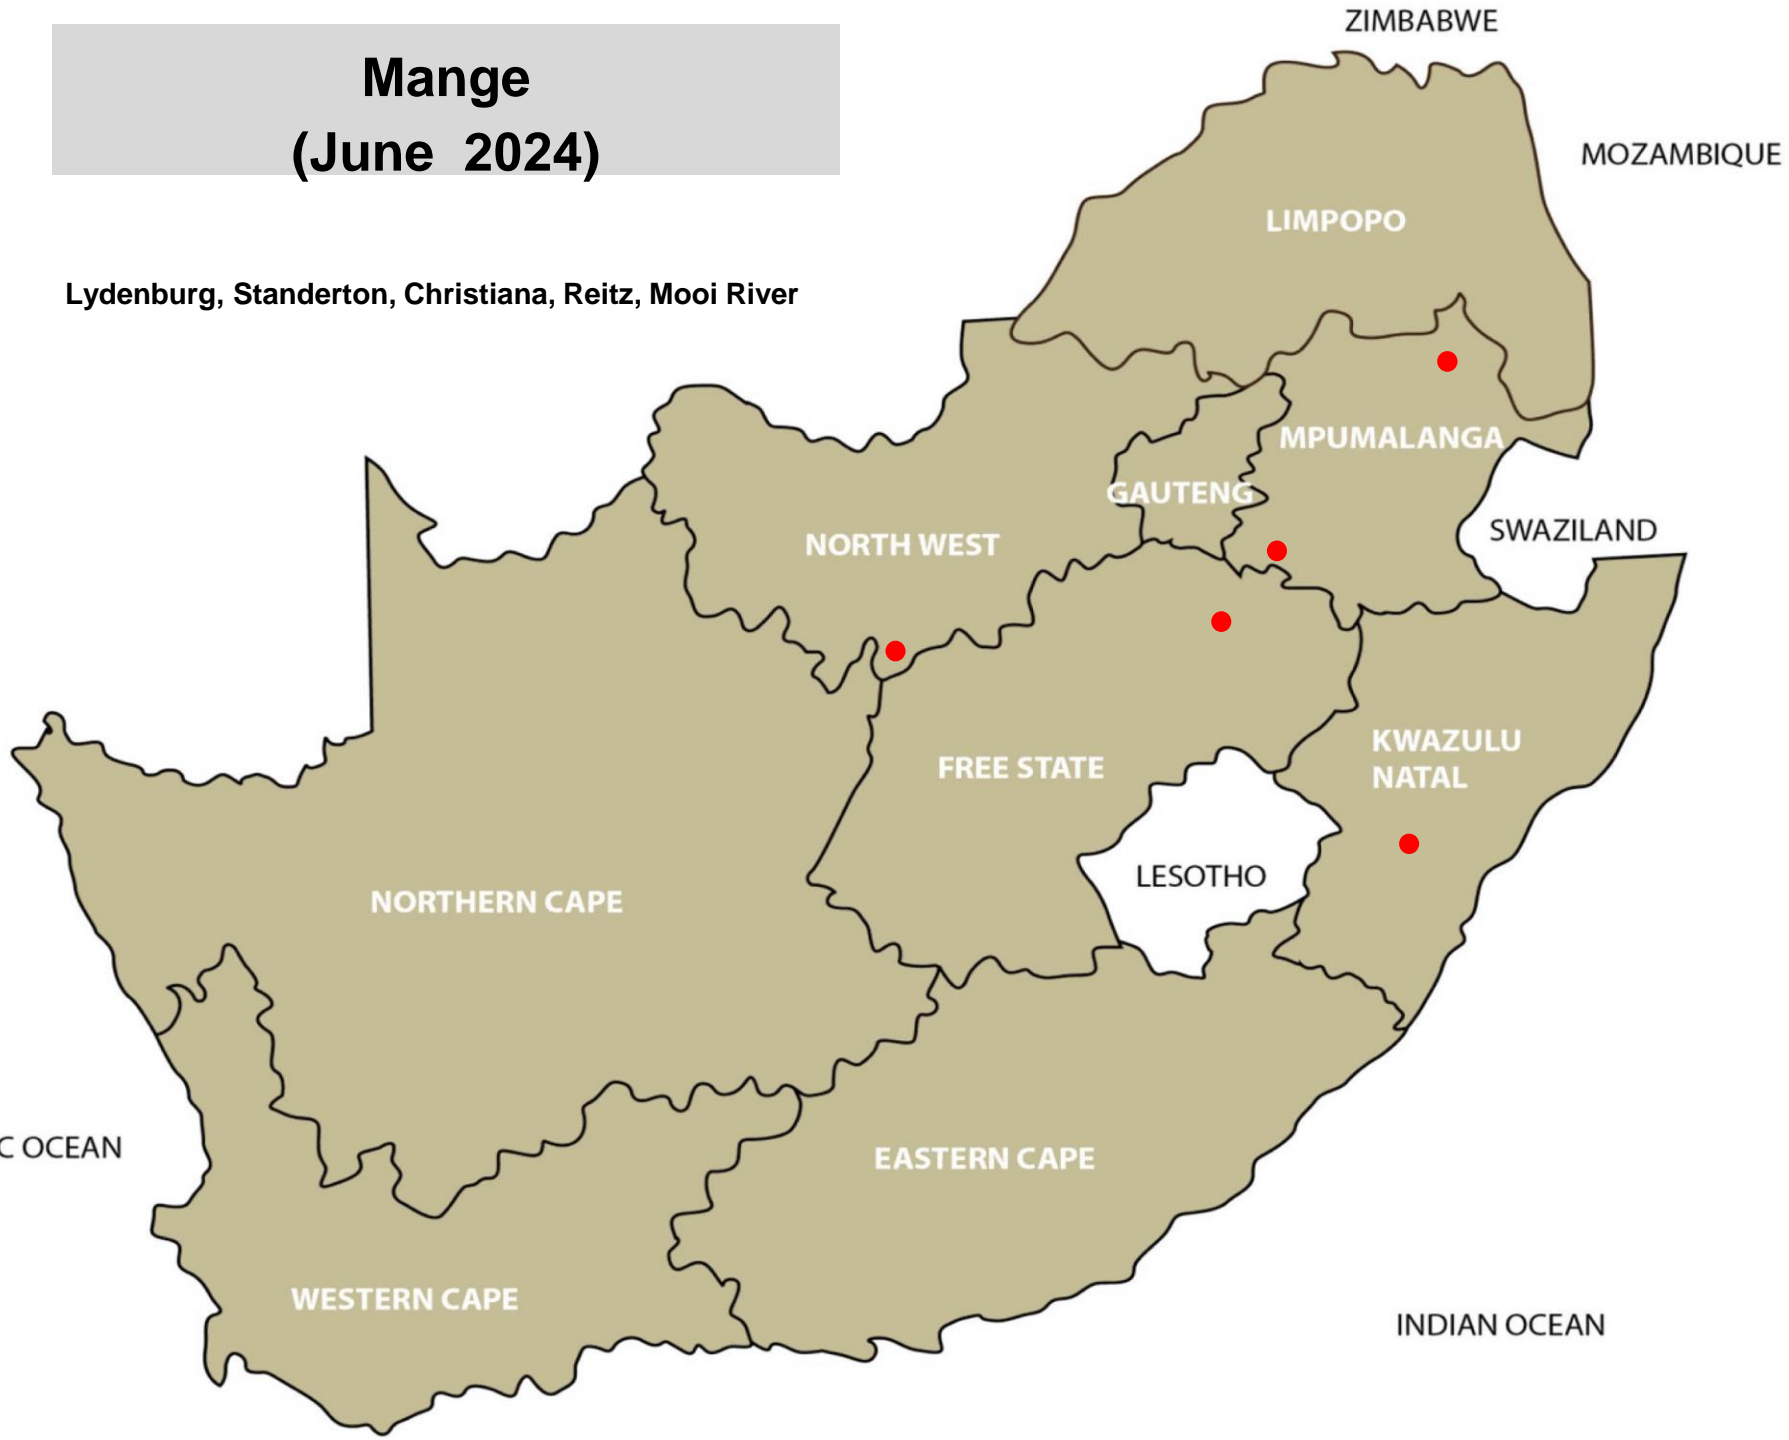 ZIMBABWE
Mange
(June 2024)
MOZAMBIQUE
LIMPOPO
Lydenburg, Standerton, Christiana, Reitz, Mooi River
MPUMALANGA
GAUTENG
NORTH WEST
SWAZILAND
KWAZULU
NATAL
FREE STATE
LESOTHO
NORTHERN CAPE
C OCEAN
EASTERN CAPE
WESTERN CAPE
INDIAN OCEAN